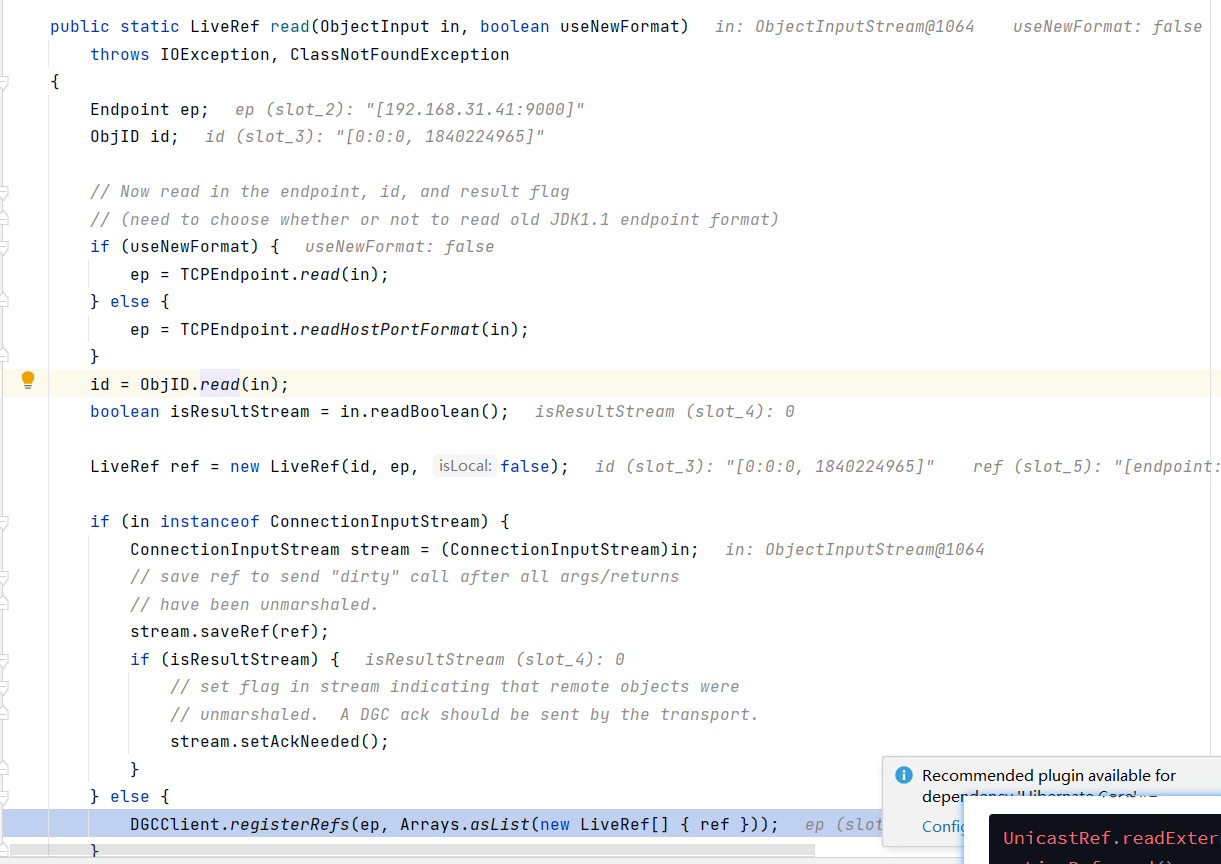 public static LiveRef read(ObjectInput in, boolean useNewFormat)   in: ObjectInputStream@1064    useNewFormat: false
    throws IOException, ClassNotFoundException
{
    Endpoint ep;   ep (slot_2): "[192.168.31.41:9000]"
    ObjID id;   id (slot_3): "[0:0:0, 1840224965]"
    // Now read in the endpoint, id, and result flag
    // (need to choose whether or not to read old JDK1.1 endpoint format)
    if (useNewFormat) {   useNewFormat: false
        ep = TCPEndpoint.read(in);
    } else {
        ep = TCPEndpoint.readHostPortFormat(in);
    }
    id = ObjID.read(in);
    boolean isResultStream = in.readBoolean();   isResultStream (slot_4): 0
    LiveRef ref = new LiveRef(id, ep, isLocal: false);   id (slot_3): "[0:0:0, 1840224965]"    ref (slot_5): "[endpoint:
    if (in instanceof ConnectionInputStream) {
        ConnectionInputStream stream = (ConnectionInputStream)in;   in: ObjectInputStream@1064
        // save ref to send "dirty" call after all args/returns
        // have been unmarshaled.
        stream.saveRef(ref);
        if (isResultStream) {   isResultStream (slot_4): 0
            // set flag in stream indicating that remote objects were
            // unmarshaled.  A DGC ack should be sent by the transport.
            stream.setAckNeeded();
        }
    } else {
        DGCClient.registerRefs(ep, Arrays.asList(new LiveRef[] { ref }));   ep (slot
    }
Recommended plugin available for
UnicastRef.readExter